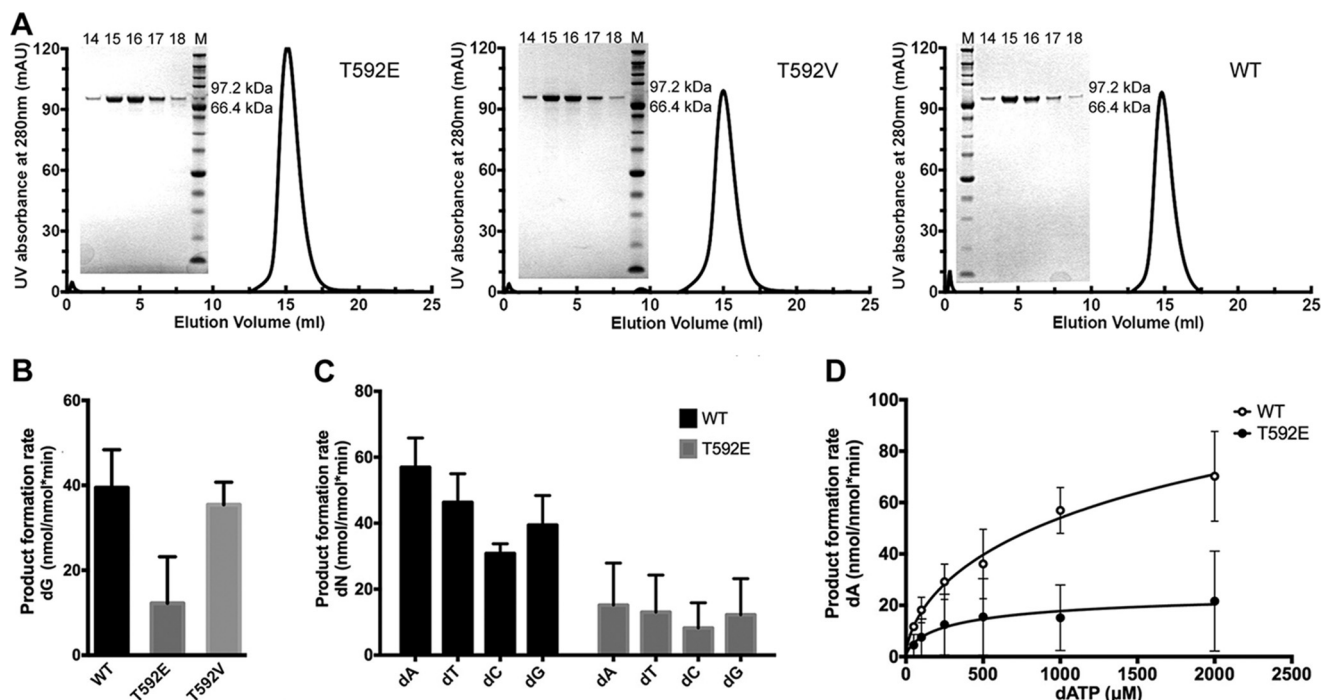 A
UV absorbance at 280nm (mAU)
120
90
60
30
0
14 15 16 17 18 M
97.2 kDa
66.4 kDa
T592E
0 5 10 15 20 25
Elution Volume (ml)
UV absorbance at 280nm (mAU)
120
90
60
30
0
14 15 16 17 18 M
97.2 kDa
66.4 kDa
T592V
0 5 10 15 20 25
Elution Volume (ml)
UV absorbance at 280nm (mAU)
120
90
60
30
0
M 14 15 16 17 18
97.2 kDa
66.4 kDa
WT
0 5 10 15 20 25
Elution Volume (ml)
B
Product formation rate
dG (nmol/nmol*min)
60
40
20
0
WT T592E T592V
C
Product formation rate
dN (nmol/nmol*min)
80
60
40
20
0
WT
T592E
dA dT dC dG dA dT dC dG
D
Product formation rate
dA (nmol/nmol*min)
100
80
60
40
20
0
WT
T592E
0 500 1000 1500 2000 2500
dATP (µM)